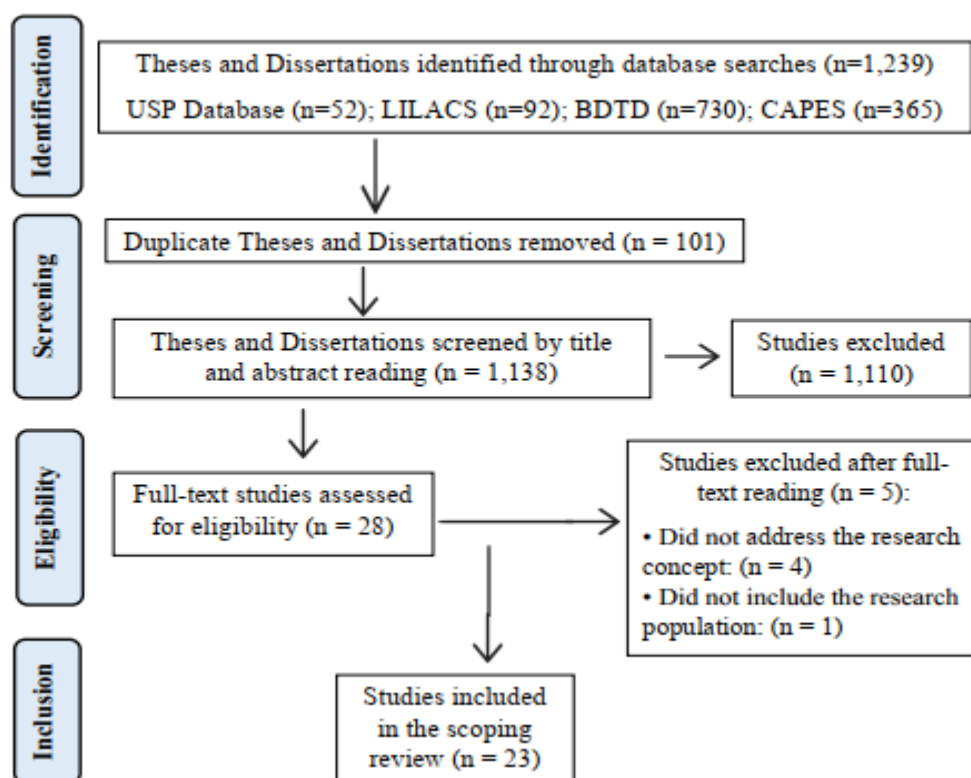 Identification
Theses and Dissertations identified through database searches (n=1,239)
USP Database (n=52); LILACS (n=92); BDTD (n=730); CAPES (n=365)
Screening
Duplicate Theses and Dissertations removed (n = 101)
Theses and Dissertations screened by title
and abstract reading (n = 1,138)
Studies excluded
(n = 1,110)
Eligibility
Full-text studies assessed
for eligibility (n = 28)
Studies excluded after full-
text reading (n = 5):
• Did not address the research
concept: (n = 4)
• Did not include the research
population: (n = 1)
Inclusion
Studies included
in the scoping
review (n = 23)